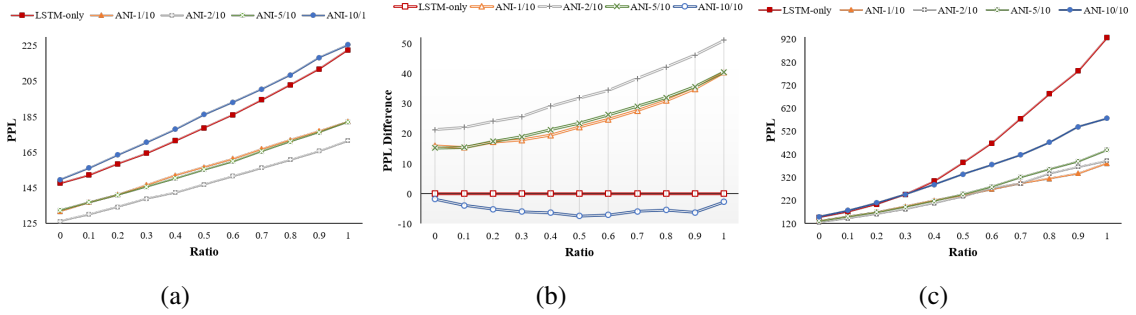 LSTM-only ANI-1/10 ANI-2/10 ANI-5/10 ANI-10/1
225
205
185
165
145
125
PPL
0 0.1 0.2 0.3 0.4 0.5 0.6 0.7 0.8 0.9 1
Ratio
(a)
LSTM-only ANI-1/10 ANI-2/10 ANI-5/10 ANI-10/10
50
40
30
20
10
0
-10
PPL Difference
0 0.1 0.2 0.3 0.4 0.5 0.6 0.7 0.8 0.9 1
Ratio
(b)
LSTM-only ANI-1/10 ANI-2/10 ANI-5/10 ANI-10/10
920
820
720
620
520
420
320
220
120
PPL
0 0.1 0.2 0.3 0.4 0.5 0.6 0.7 0.8 0.9 1
Ratio
(c)